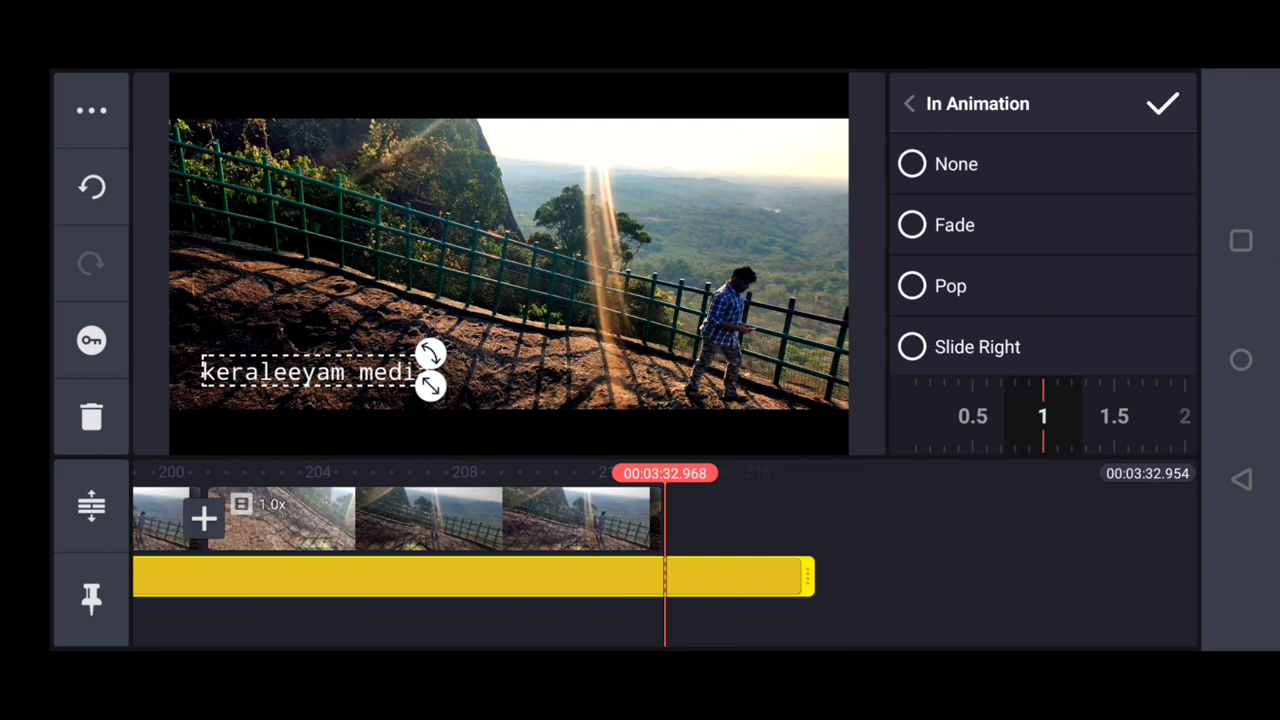 In Animation
None
Fade
Pop
Slide Right
0.5 1 1.5 2
keraleeyam medi
200 204 208 00:03:32.968 216 00:03:32.954
1.0x